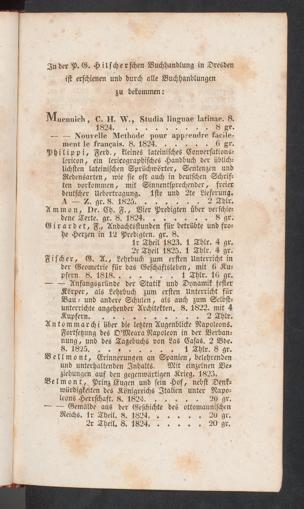 In der P. G. Hilscherschen Buchhandlung in Dresden
ist erschienen und durch alle Buchhandlungen
zu bekommen:
Muennich, C. H. W., Studia linguae latinae. 8.
1824. . . . . . . . . . . 8 gr.
— — Nouvelle Methode pour apprendre facile-
ment le français. 8. 1824. . . . . . 6 gr.
Philippi, Ferd., kleines lateinisches Conversations-
lexicon, ein lexicographisches Handbuch der üblich-
lichsten lateinischen Sprüchwörter, Sentenzen und
Redensarten, wie sie oft auch in deutschen Schrif-
ten vorkommen, mit Sinnentsprechender, freier
deutscher Uebertragung. 1ste und 2te Lieferung.
A — Z. gr. 8. 1825. . . . . . . 2 Thlr.
Ammon, Dr. Ch. F., Vier Predigten über verschie-
dene Terte. gr. 8. 1824. . . . . . 8 gr.
Girardet, F., Andachtsstunden für betrübte und fro-
he Herzen in 12 Predigten. gr. 8.
1r Theil 1823. 1 Thlr. 4 gr.
2r Theil 1825. 1 Thlr. 4 gr.
Fischer, G. A., Lehrbuch zum ersten Unterricht in
der Geometrie für das Geschäftsleben, mit 6 Ku-
pfern. 8. 1818. . . . . . 1 Thlr. 16 gr.
— — Anfangsgründe der Statik und Dynamik fester
Körper, als Lehrbuch zum ersten Unterricht für
Bau- und andere Schulen, als auch zum Selbst-
unterrichte angehender Architekten. 8. 1822. mit 4
Kupfern. . . . . . . . . . 2 Thlr.
Antommarchi über die letzten Augenblicke Napoleons.
Fortsetzung des O'Meara Napoleon in der Verban-
nung, und des Tagebuchs von Las Casas. 2 Bde.
8. 1825. . . . . . . . 1 Thlr. 8 gr.
Bellmont, Erinnerungen an Spanien, belehrenden
und unterhaltenden Inhalts. Mit einzelnen Be-
ziehungen auf den gegenwärtigen Krieg. 1823.
Belmont, Prinz Eugen und sein Hof, nebst Denk-
würdigkeiten des Königreichs Italien unter Napo-
leons Herrschaft. 8. 1824. . . . . . 20 gr.
— — Gemälde aus der Geschichte des ottomannischen
Reichs. 1r Theil. 8. 1824. . . . . . 20 gr.
2r Theil. 8. 1824. . . . . . 20 gr.